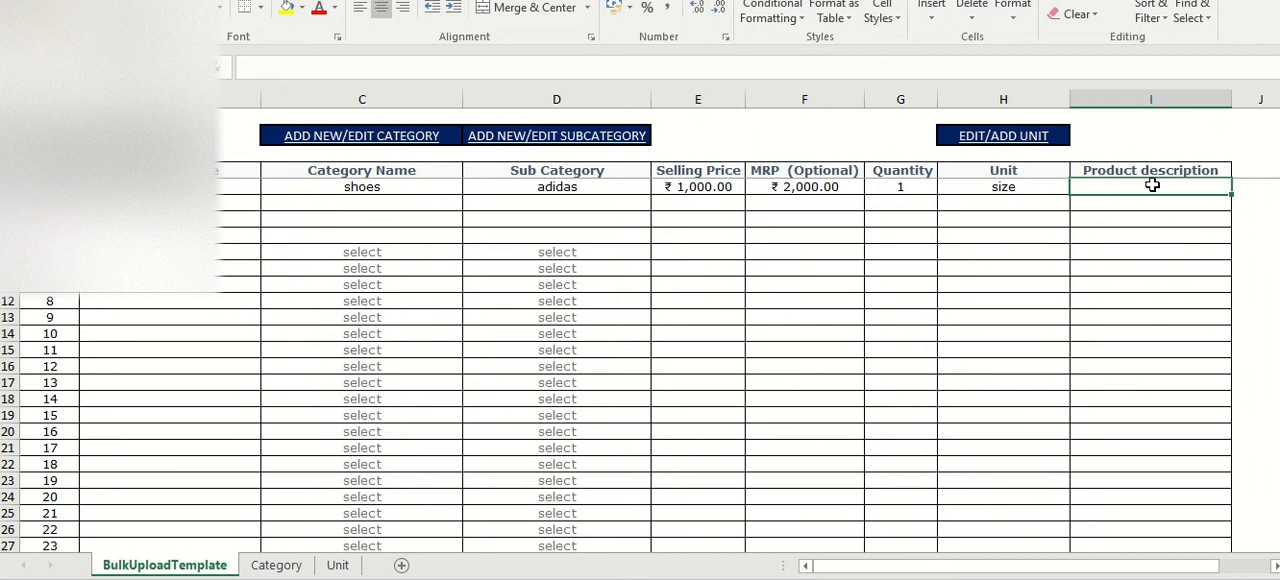 Merge & Center % , Conditional Format as Cell Insert Delete Format Clear Sort & Find &
Formatting Table Styles Filter Select
Font Alignment Number Styles Cells Editing
C D E F G H I J
ADD NEW/EDIT CATEGORY ADD NEW/EDIT SUBCATEGORY EDIT/ADD UNIT
Category Name Sub Category Selling Price MRP (Optional) Quantity Unit Product description
shoes adidas ₹ 1,000.00 ₹ 2,000.00 1 size
select select
select select
select select
12 8 select select
13 9 select select
14 10 select select
15 11 select select
16 12 select select
17 13 select select
18 14 select select
19 15 select select
20 16 select select
21 17 select select
22 18 select select
23 19 select select
24 20 select select
25 21 select select
26 22 select select
27 23 select select
BulkUploadTemplate Category Unit